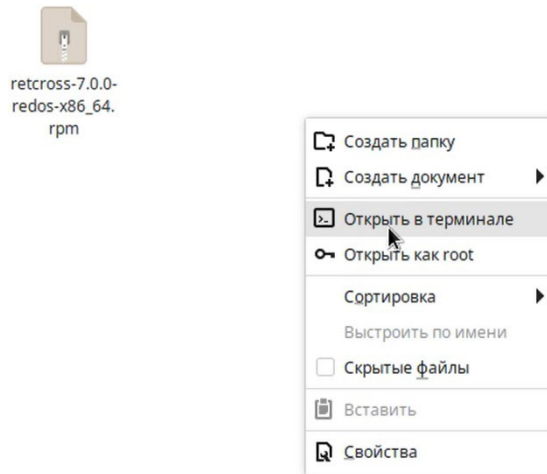 retcross-7.0.0-
redos-x86_64.
rpm
Создать папку
Создать документ
Открыть в терминале
Открыть как root
Сортировка
Выстроить по имени
Скрытые файлы
Вставить
Свойства